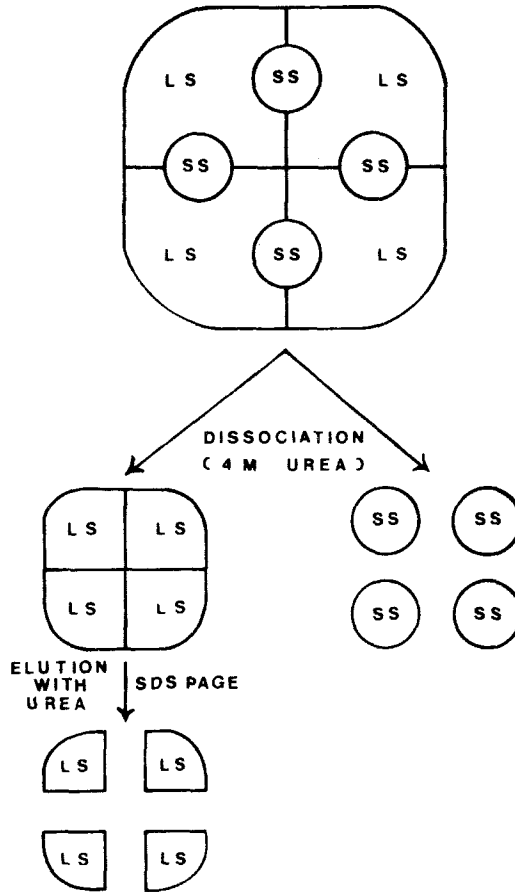 SS
LS LS
SS SS
LS LS
SS
DISSOCIATION
( 4 M UREA )
LS LS
SS SS
LS LS
SS SS
ELUTION
WITH
UREA
SDS PAGE
LS LS
LS LS